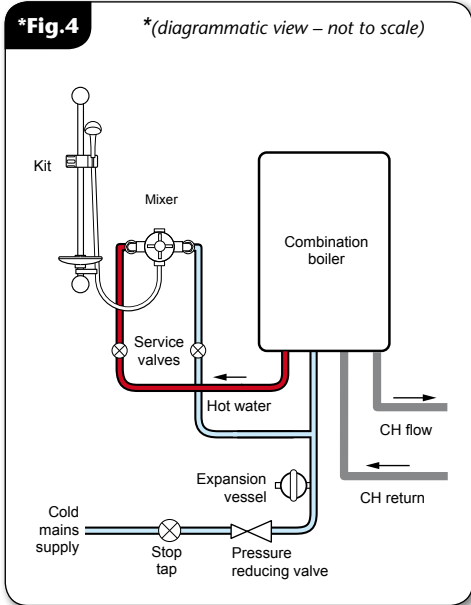 *Fig.4
*(diagrammatic view – not to scale)
Kit
Mixer
Combination
boiler
Service
valves
Hot water
CH flow
Expansion
vessel
CH return
Cold
mains
supply
Stop
tap
Pressure
reducing valve